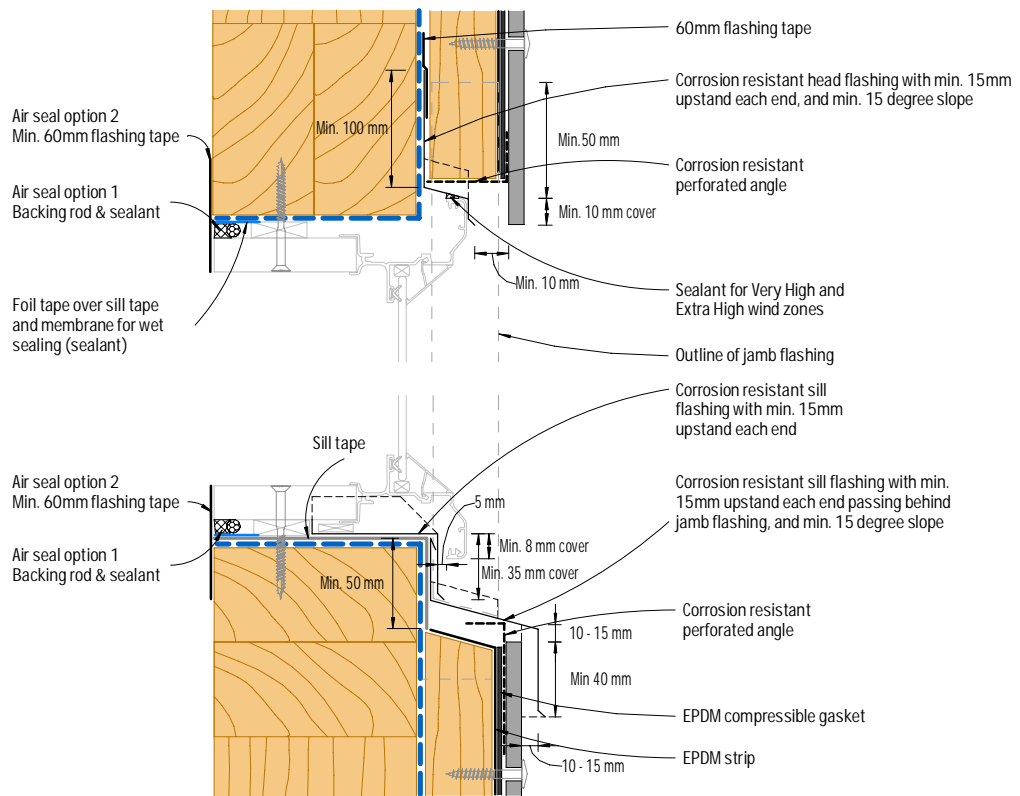 60mm flashing tape
Corrosion resistant head flashing with min. 15mm
upstand each end, and min. 15 degree slope
Air seal option 2
Min. 60mm flashing tape
Min. 100 mm
Min.50 mm
Corrosion resistant
perforated angle
Air seal option 1
Backing rod & sealant
Min. 10 mm cover
Min. 10 mm
Sealant for Very High and
Extra High wind zones
Foil tape over sill tape
and membrane for wet
sealing (sealant)
Outline of jamb flashing
Corrosion resistant sill
flashing with min. 15mm
upstand each end
Sill tape
Air seal option 2
Min. 60mm flashing tape
Corrosion resistant sill flashing with min.
15mm upstand each end passing behind
jamb flashing, and min. 15 degree slope
5 mm
Min. 8 mm cover
Air seal option 1
Backing rod & sealant
Min. 50 mm
Min. 35 mm cover
Corrosion resistant
perforated angle
10 - 15 mm
Min 40 mm
EPDM compressible gasket
EPDM strip
10 - 15 mm